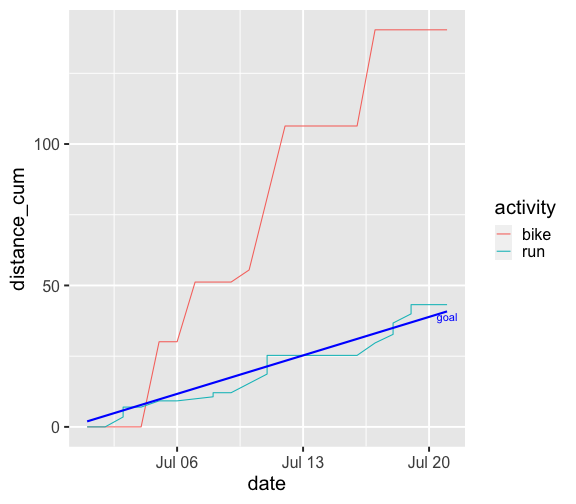 distance_cum
100
50
0
goal
Jul 06
Jul 13
Jul 20
date
activity
bike
run